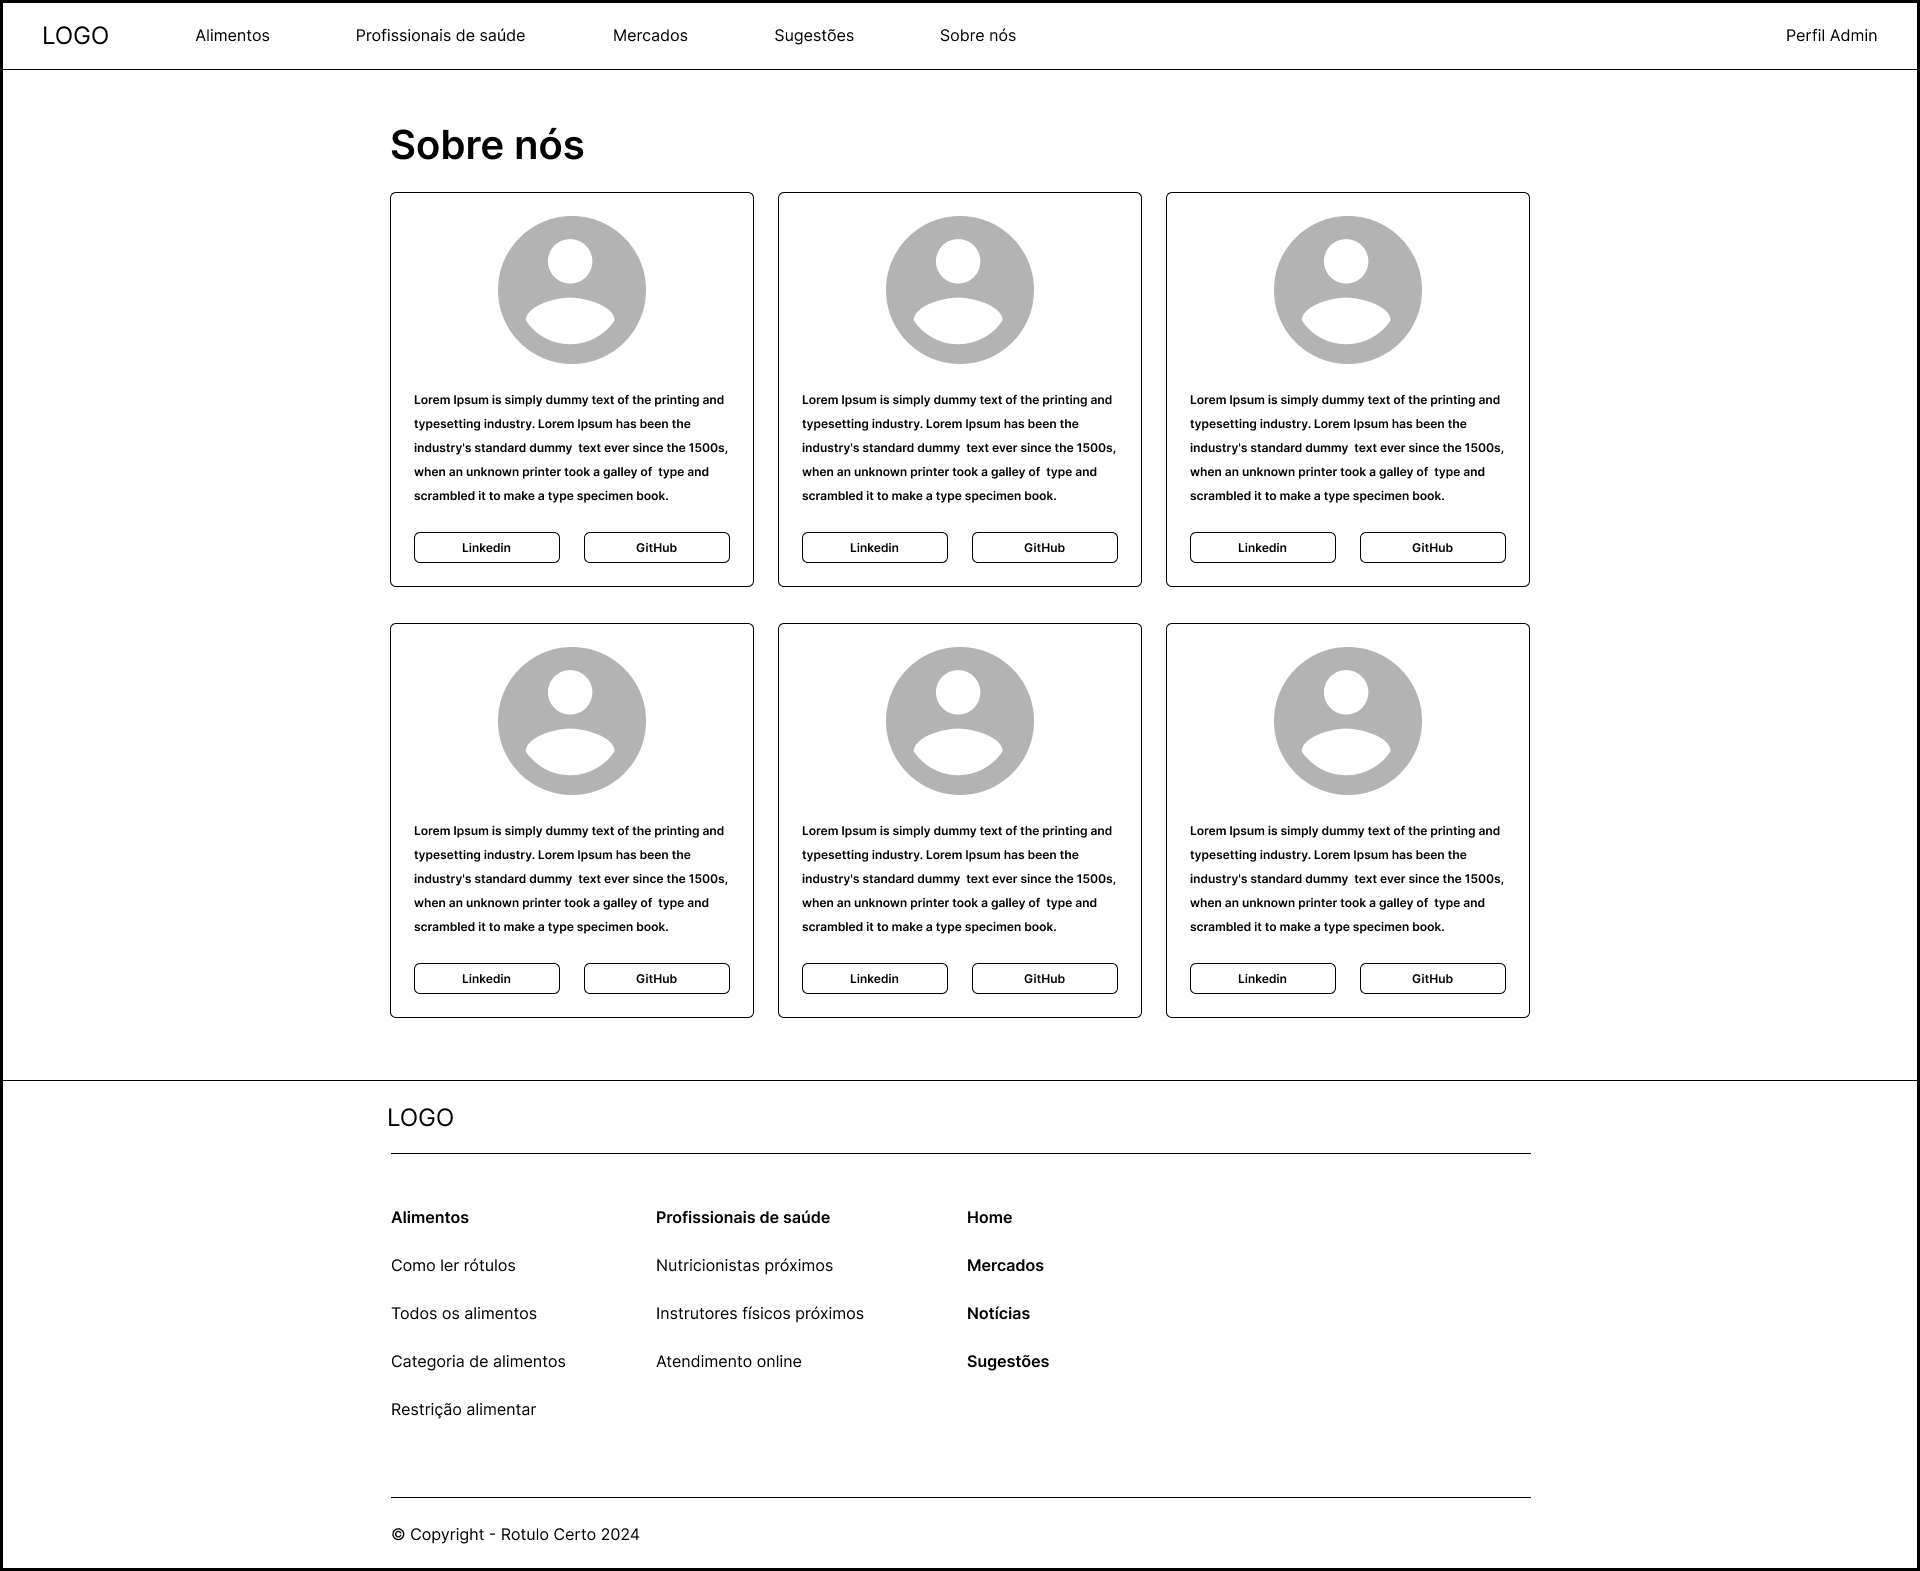 LOGO Alimentos Profissionais de saúde Mercados Sugestões Sobre nós Perfil Admin
Sobre nós
Lorem Ipsum is simply dummy text of the printing and
typesetting industry. Lorem Ipsum has been the
industry's standard dummy  text ever since the 1500s,
when an unknown printer took a galley of  type and
scrambled it to make a type specimen book.
Linkedin GitHub
Lorem Ipsum is simply dummy text of the printing and
typesetting industry. Lorem Ipsum has been the
industry's standard dummy  text ever since the 1500s,
when an unknown printer took a galley of  type and
scrambled it to make a type specimen book.
Linkedin GitHub
Lorem Ipsum is simply dummy text of the printing and
typesetting industry. Lorem Ipsum has been the
industry's standard dummy  text ever since the 1500s,
when an unknown printer took a galley of  type and
scrambled it to make a type specimen book.
Linkedin GitHub
Lorem Ipsum is simply dummy text of the printing and
typesetting industry. Lorem Ipsum has been the
industry's standard dummy  text ever since the 1500s,
when an unknown printer took a galley of  type and
scrambled it to make a type specimen book.
Linkedin GitHub
Lorem Ipsum is simply dummy text of the printing and
typesetting industry. Lorem Ipsum has been the
industry's standard dummy  text ever since the 1500s,
when an unknown printer took a galley of  type and
scrambled it to make a type specimen book.
Linkedin GitHub
Lorem Ipsum is simply dummy text of the printing and
typesetting industry. Lorem Ipsum has been the
industry's standard dummy  text ever since the 1500s,
when an unknown printer took a galley of  type and
scrambled it to make a type specimen book.
Linkedin GitHub
LOGO
Alimentos
Como ler rótulos
Todos os alimentos
Categoria de alimentos
Restrição alimentar
Profissionais de saúde
Nutricionistas próximos
Instrutores físicos próximos
Atendimento online
Home
Mercados
Notícias
Sugestões
© Copyright - Rotulo Certo 2024